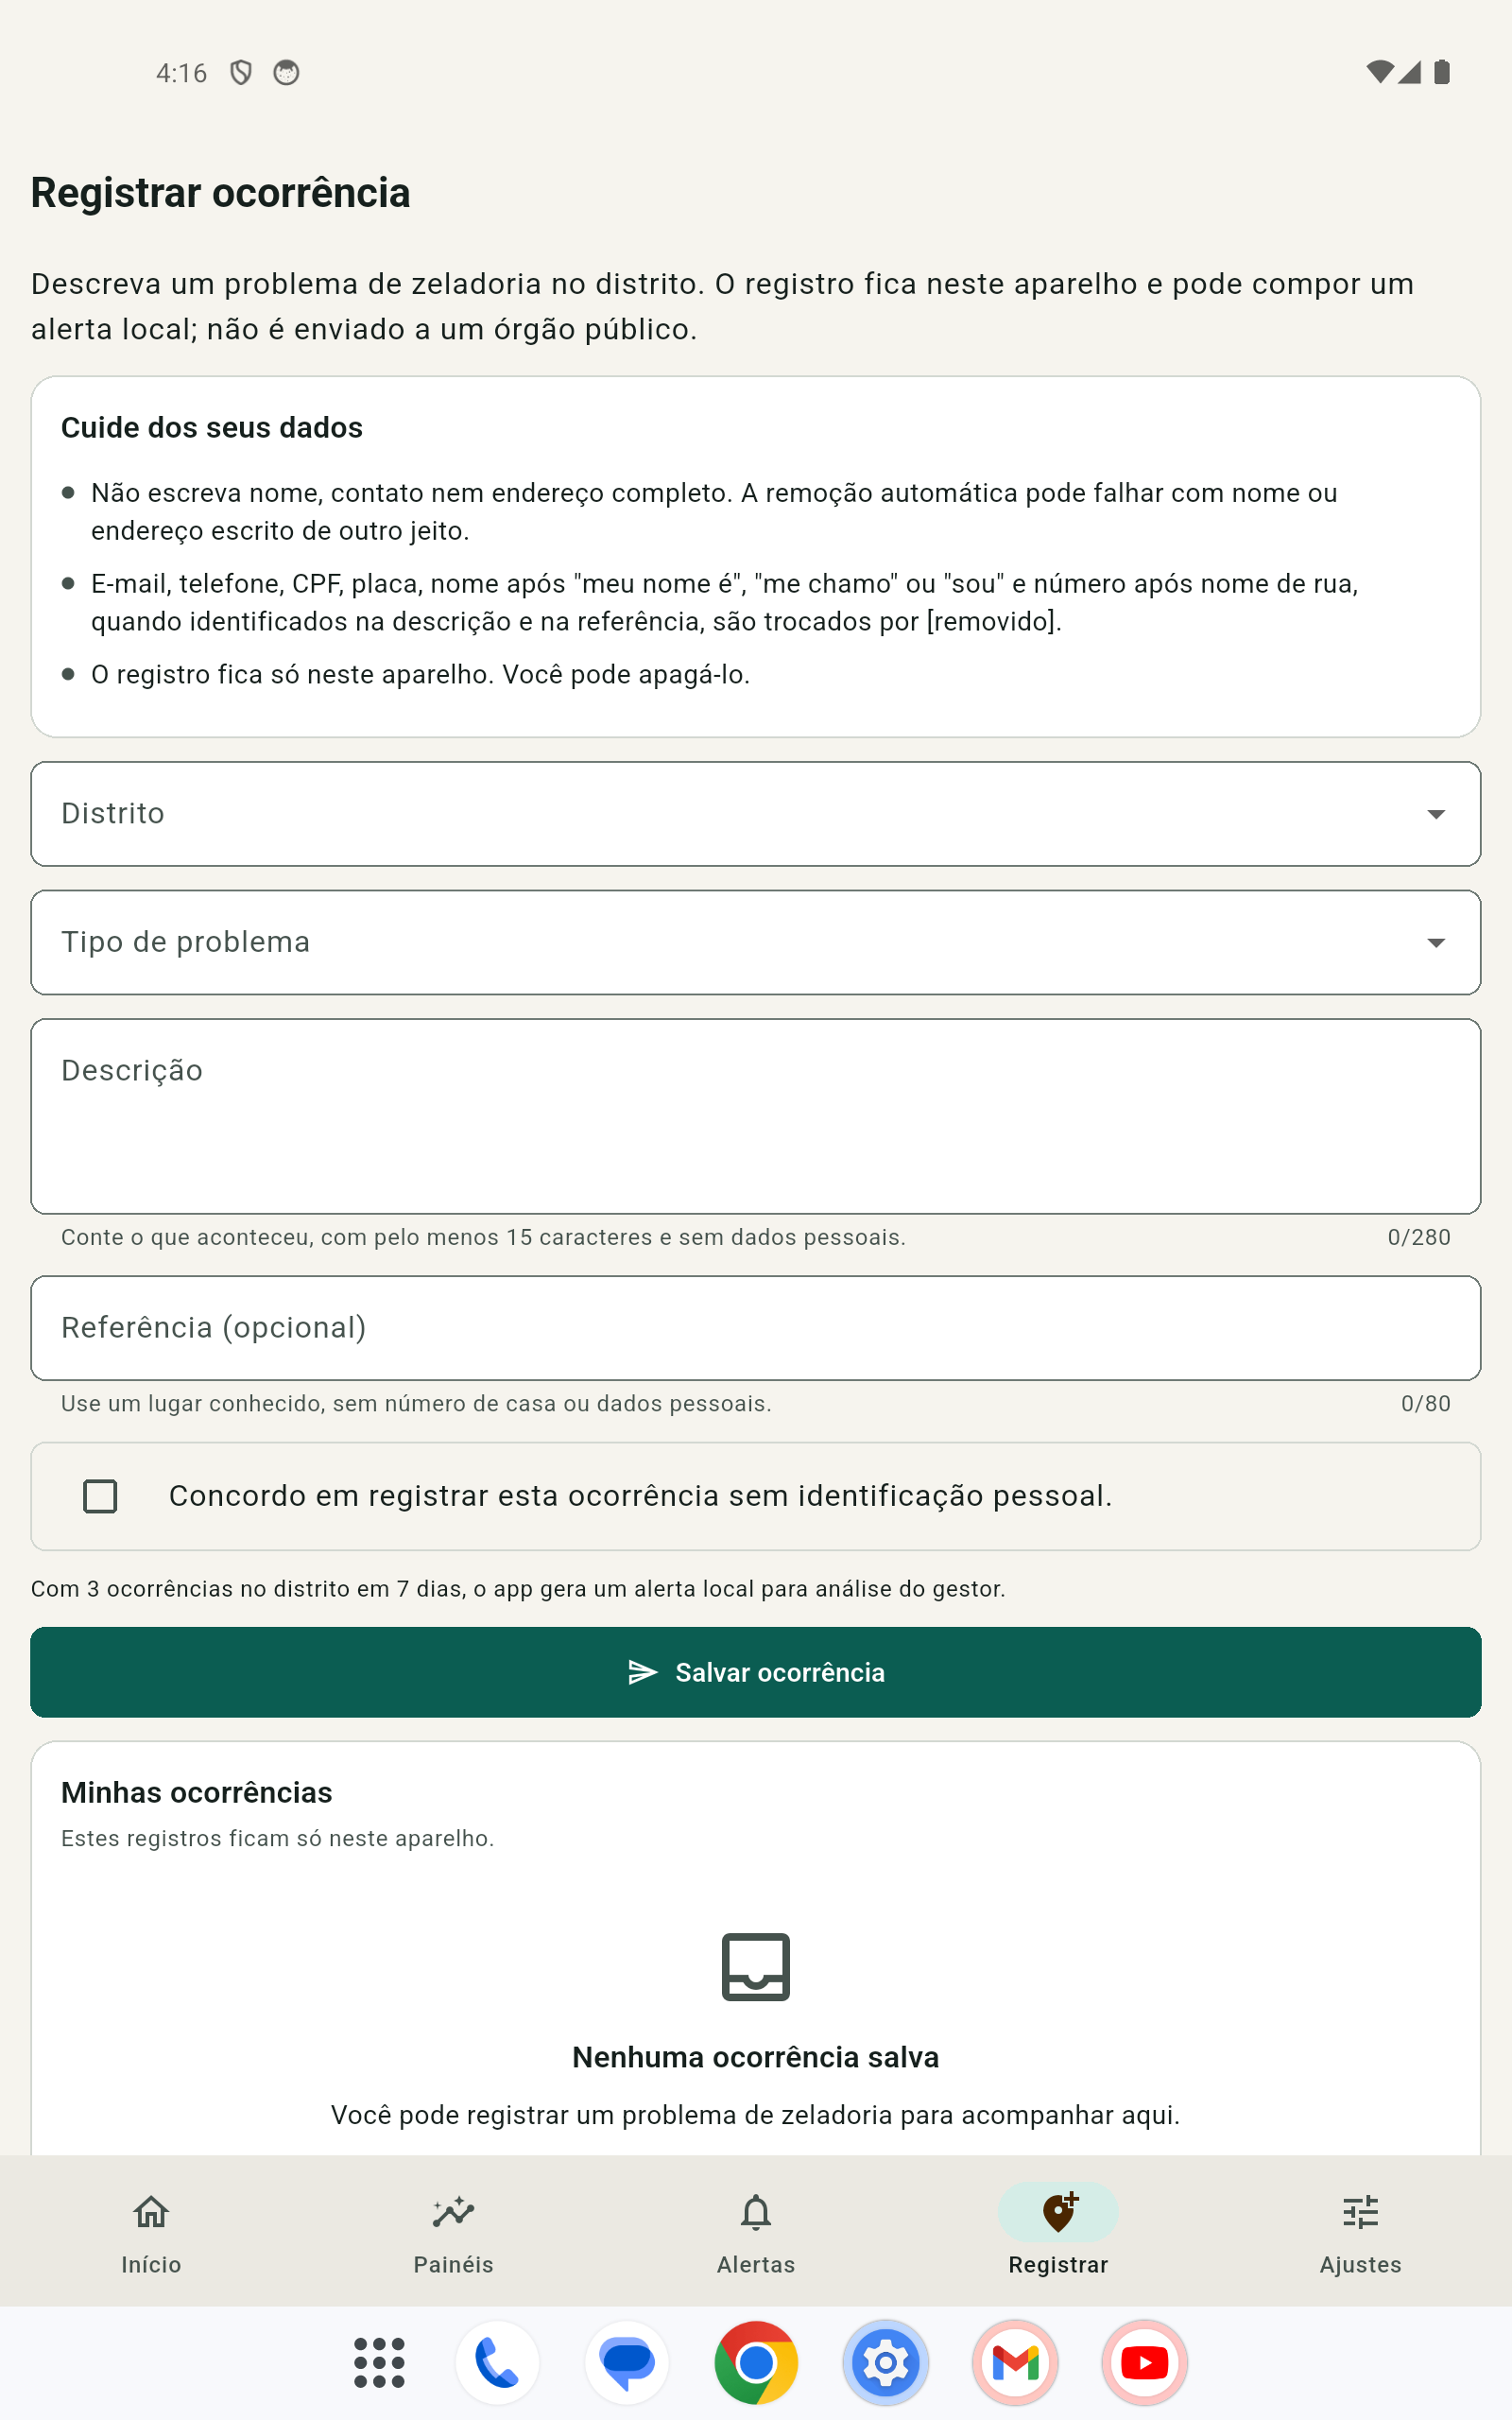 4:16
Registrar ocorrência
Descreva um problema de zeladoria no distrito. O registro fica neste aparelho e pode compor um
alerta local; não é enviado a um órgão público.
Cuide dos seus dados
Não escreva nome, contato nem endereço completo. A remoção automática pode falhar com nome ou
endereço escrito de outro jeito.
E-mail, telefone, CPF, placa, nome após "meu nome é", "me chamo" ou "sou" e número após nome de rua,
quando identificados na descrição e na referência, são trocados por [removido].
O registro fica só neste aparelho. Você pode apagá-lo.
Distrito
Tipo de problema
Descrição
Conte o que aconteceu, com pelo menos 15 caracteres e sem dados pessoais. 0/280
Referência (opcional)
Use um lugar conhecido, sem número de casa ou dados pessoais. 0/80
Concordo em registrar esta ocorrência sem identificação pessoal.
Com 3 ocorrências no distrito em 7 dias, o app gera um alerta local para análise do gestor.
Salvar ocorrência
Minhas ocorrências
Estes registros ficam só neste aparelho.
Nenhuma ocorrência salva
Você pode registrar um problema de zeladoria para acompanhar aqui.
Início Painéis Alertas Registrar Ajustes